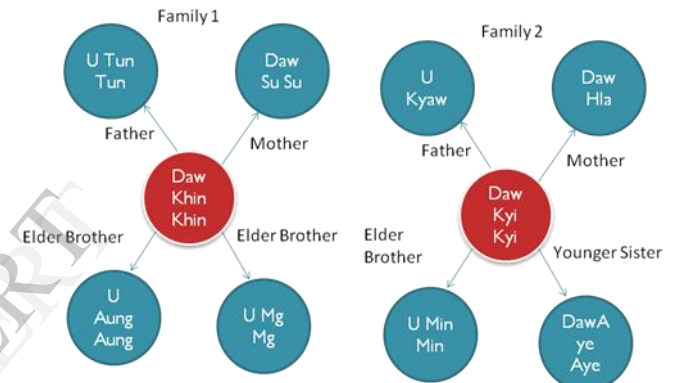 Family 1
U Tun
Tun
Daw
Su Su
Father
Mother
Daw
Khin
Khin
Elder Brother
Elder Brother
U
Aung
Aung
U Mg
Mg
Family 2
U
Kyaw
Daw
Hla
Father
Mother
Daw
Kyi
Kyi
Elder
Brother
Younger Sister
U Min
Min
DawA
ye
Aye